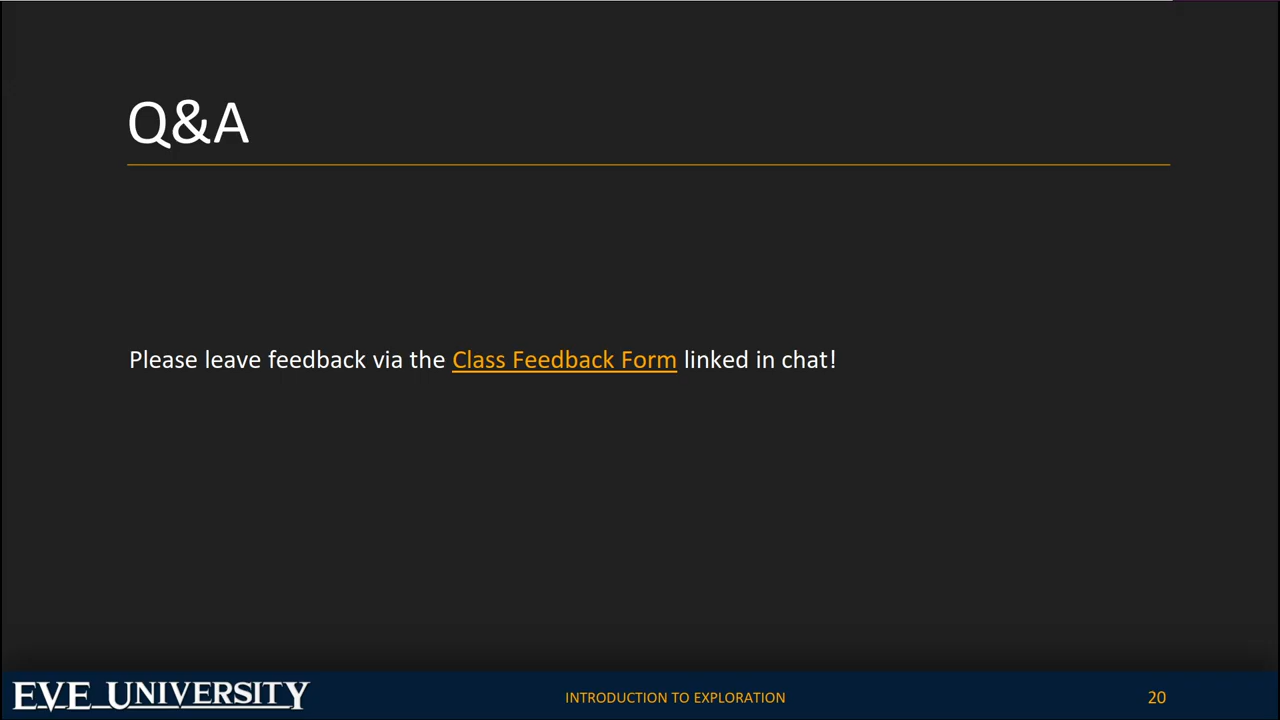 Q&A
Please leave feedback via the Class Feedback Form linked in chat!
EVE UNIVERSITY
INTRODUCTION TO EXPLORATION
20